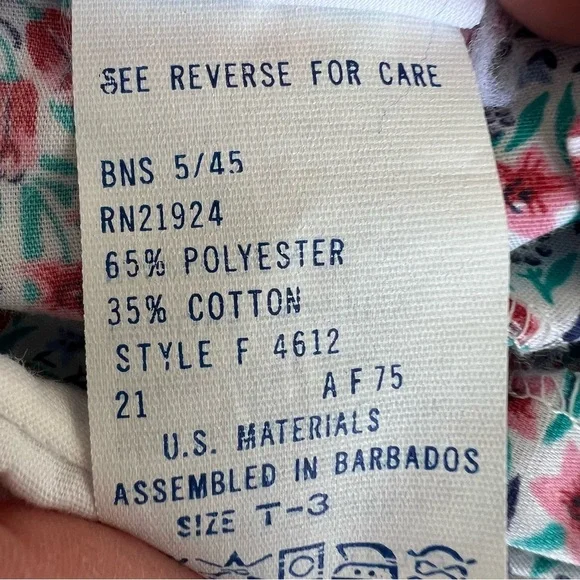 SEE REVERSE FOR CARE
BNS 5/45
RN21924
65% POLYESTER
35% COTTON
STYLE F 4612
21 A F 75
U.S. MATERIALS
ASSEMBLED IN BARBADOS
SIZE T-3